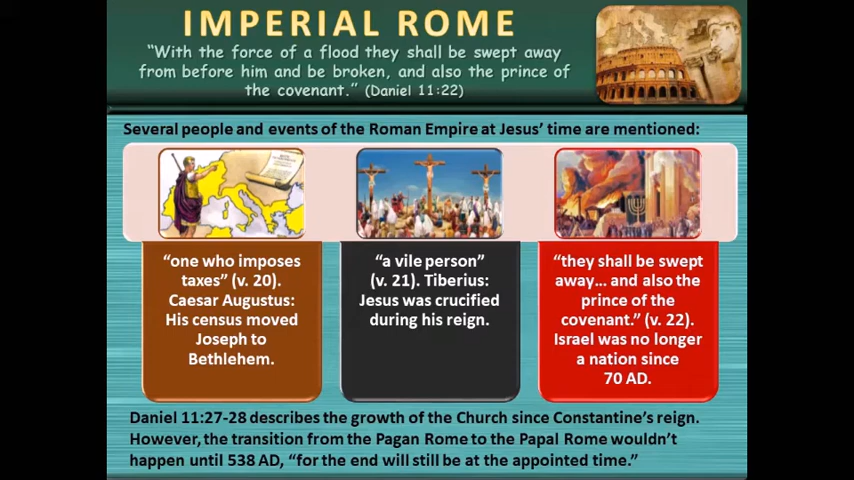 IMPERIAL ROME
“With the force of a flood they shall be swept away
from before him and be broken, and also the prince of
the covenant.” (Daniel 11:22)
Several people and events of the Roman Empire at Jesus’ time are mentioned:
“one who imposes
taxes” (v. 20).
Caesar Augustus:
His census moved
Joseph to
Bethlehem.
“a vile person”
(v. 21). Tiberius:
Jesus was crucified
during his reign.
“they shall be swept
away… and also the
prince of the
covenant.” (v. 22).
Israel was no longer
a nation since
70 AD.
Daniel 11:27-28 describes the growth of the Church since Constantine’s reign.
However, the transition from the Pagan Rome to the Papal Rome wouldn’t
happen until 538 AD, “for the end will still be at the appointed time.”